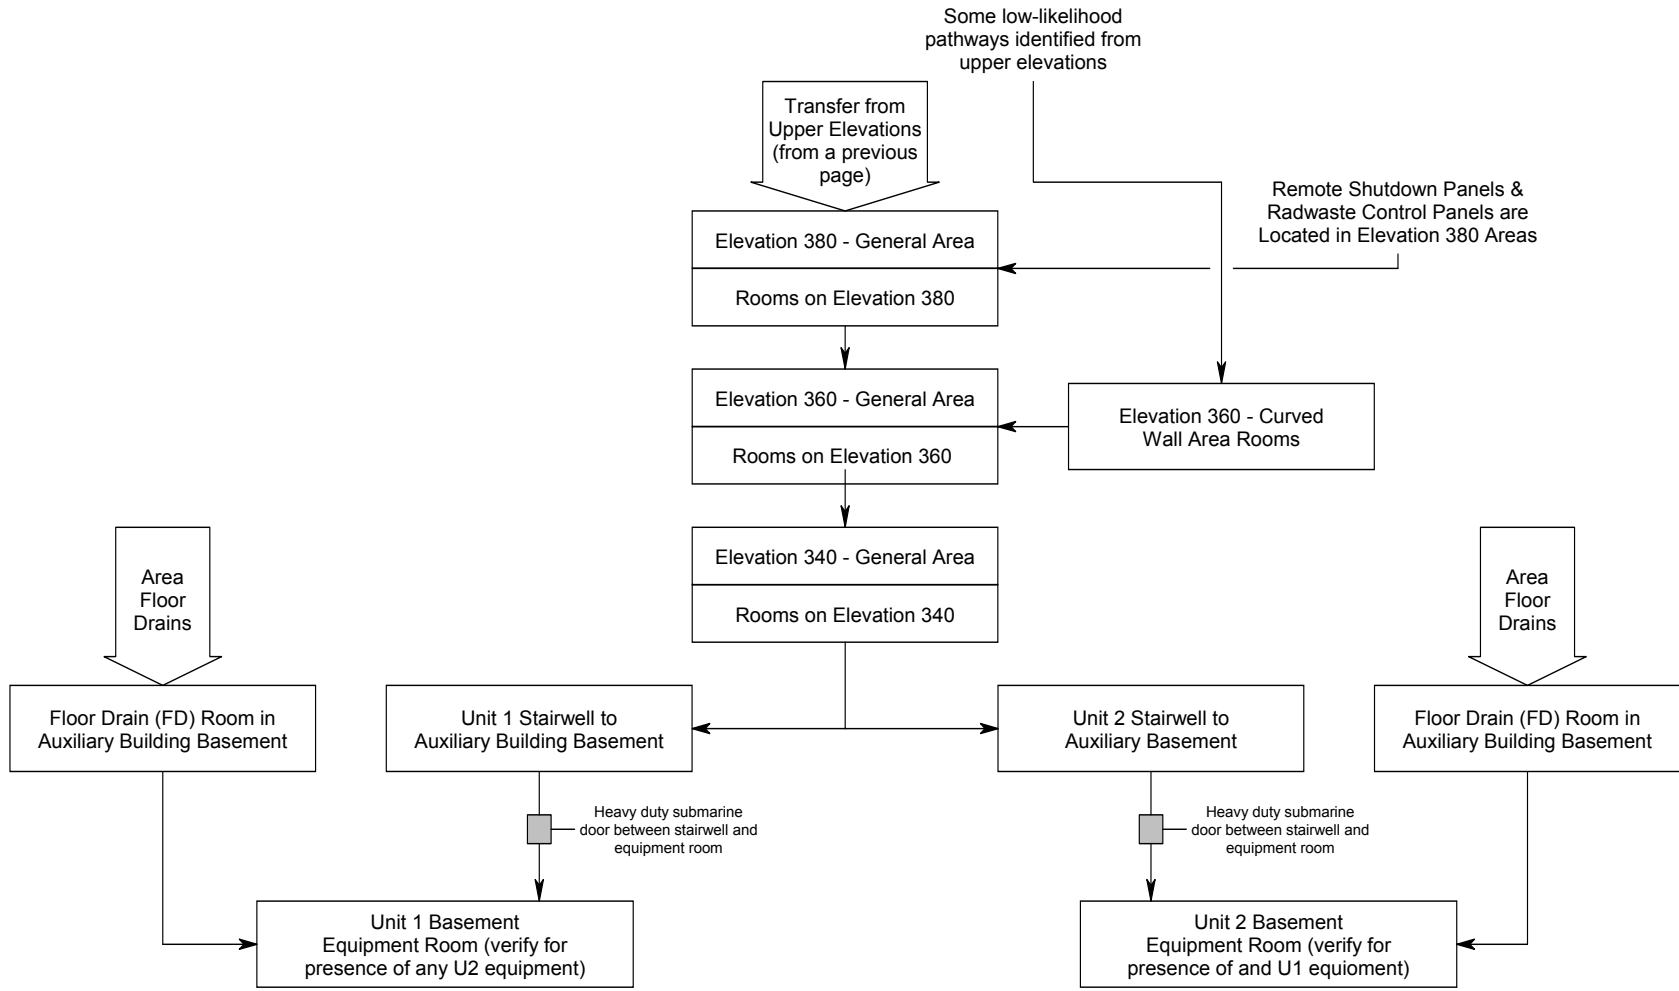 Some low-likelihood
pathways identified from
upper elevations
Transfer from
Upper Elevations
(from a previous
page)
Remote Shutdown Panels &
Radwaste Control Panels are
Located in Elevation 380 Areas
Elevation 380 - General Area
Rooms on Elevation 380
Elevation 360 - General Area
Rooms on Elevation 360
Elevation 360 - Curved
Wall Area Rooms
Elevation 340 - General Area
Rooms on Elevation 340
Area
Floor
Drains
Area
Floor
Drains
Floor Drain (FD) Room in
Auxiliary Building Basement
Unit 1 Stairwell to
Auxiliary Building Basement
Unit 2 Stairwell to
Auxiliary Basement
Floor Drain (FD) Room in
Auxiliary Building Basement
Heavy duty submarine
door between stairwell and
equipment room
Heavy duty submarine
door between stairwell and
equipment room
Unit 1 Basement
Equipment Room (verify for
presence of any U2 equipment)
Unit 2 Basement
Equipment Room (verify for
presence of and U1 equioment)